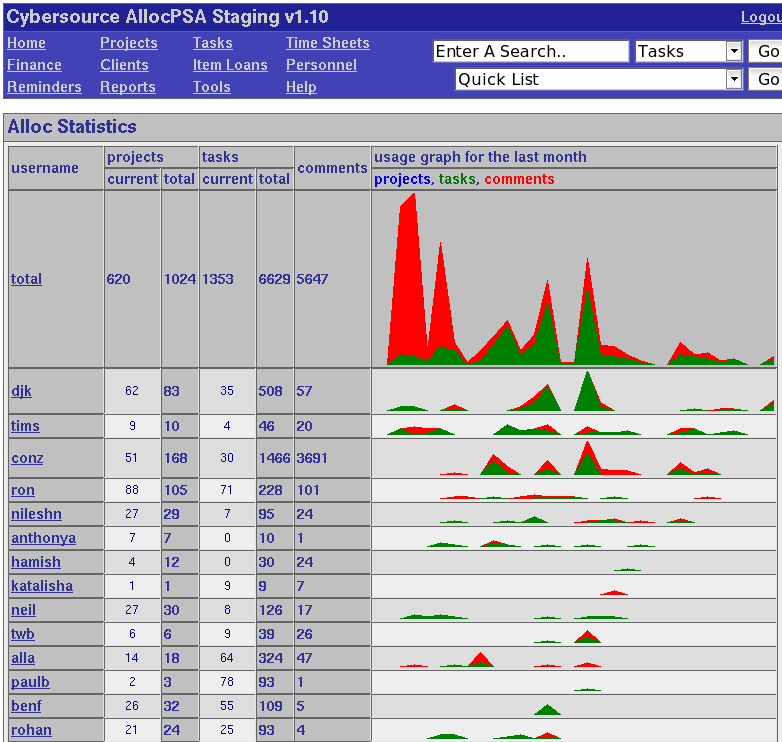 Cybersource AllocPSA Staging v1.10
Home Projects Tasks Time Sheets Enter A Search.. Tasks Go
Finance Clients Item Loans Personnel
Quick List Go
Reminders Reports Tools Help
Alloc Statistics
username projects tasks comments usage graph for the last month
current total current total projects, tasks, comments
total 620 1024 1353 6629 5647
djk 62 83 35 508 57
tims 9 10 4 46 20
conz 51 168 30 1466 3691
ron 88 105 71 228 101
nileshn 27 29 7 95 24
anthonya 7 7 0 10 1
hamish 4 12 0 30 24
katalisha 1 1 9 9 7
neil 27 30 8 126 17
twb 6 6 9 39 26
alla 14 18 64 324 47
paulb 2 3 78 93 1
benf 26 32 55 109 5
rohan 21 24 25 93 4